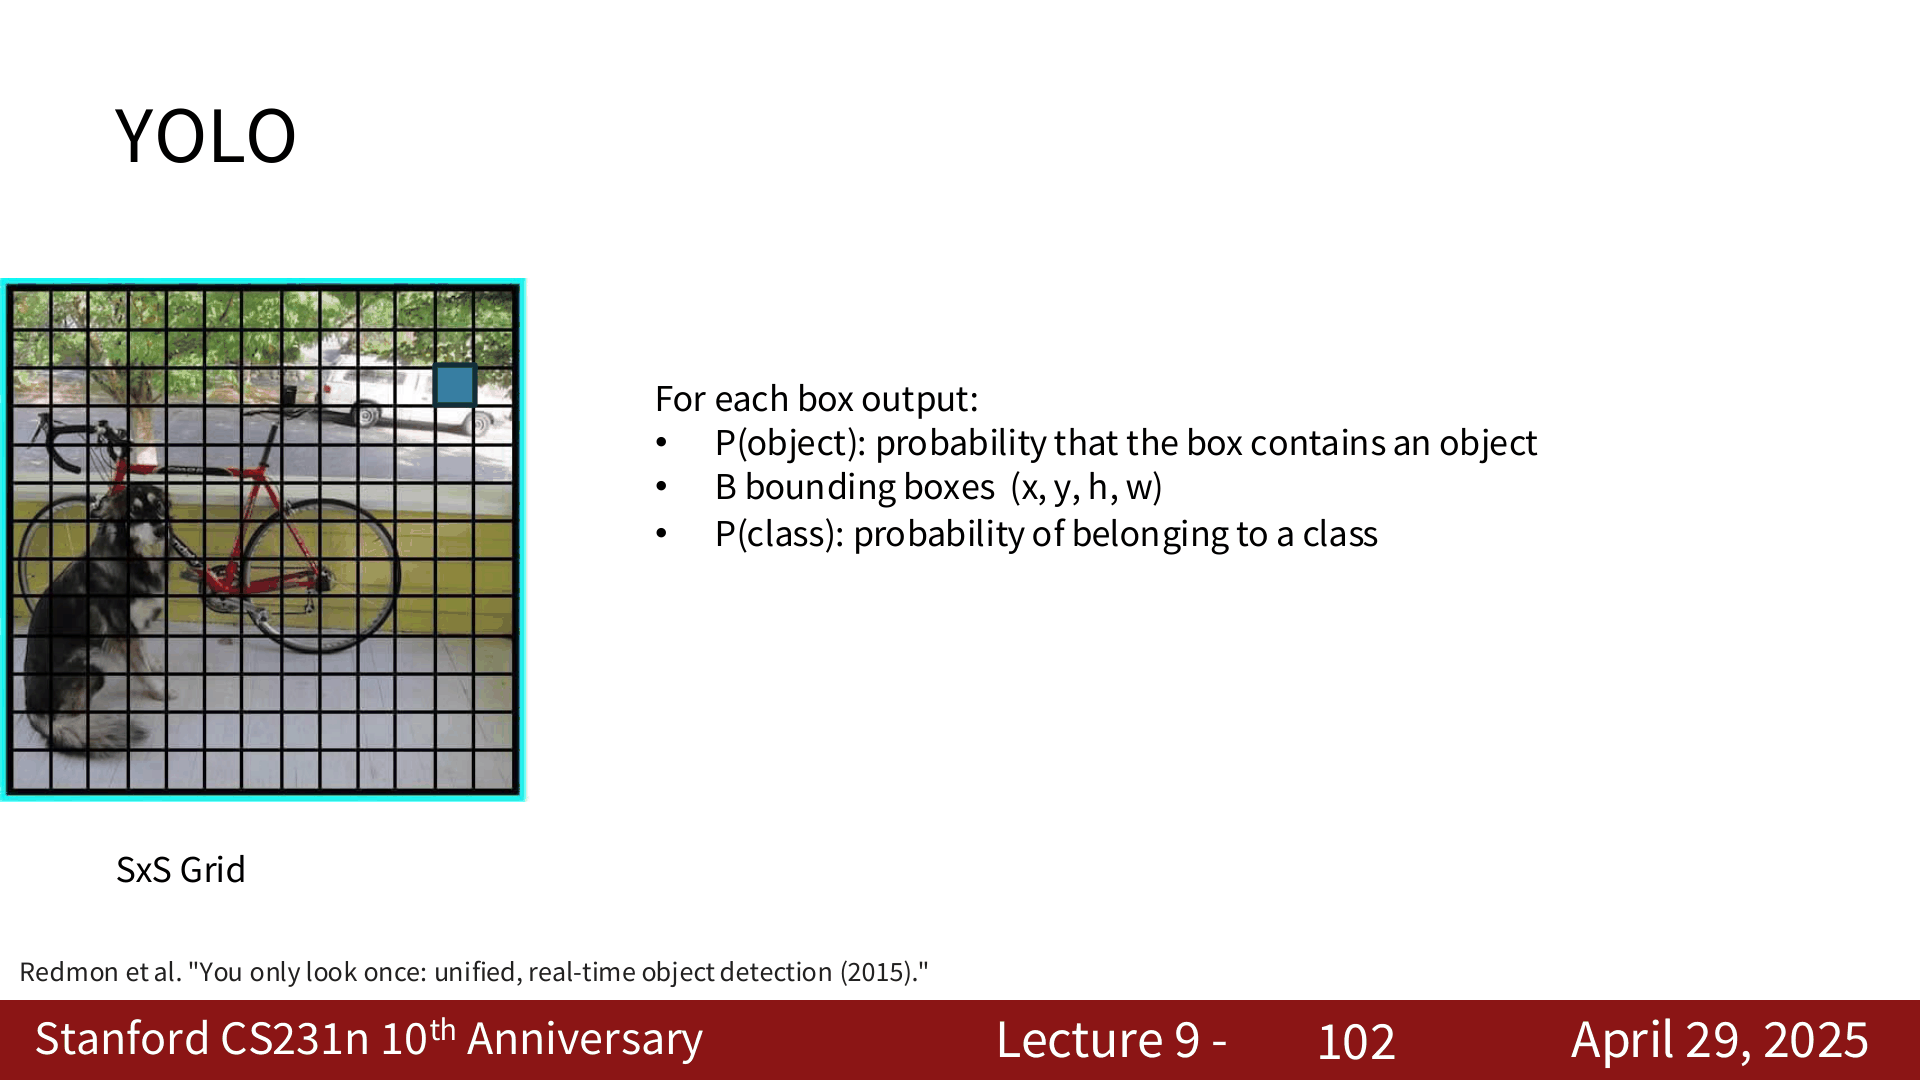 YOLO
For each box output:
• P(object): probability that the box contains an object
• B bounding boxes (x, y, h, w)
• P(class): probability of belonging to a class
SxS Grid
Redmon et al. "You only look once: unified, real-time object detection (2015)."
Stanford CS231n 10th Anniversary
Lecture 9 - 102
April 29, 2025